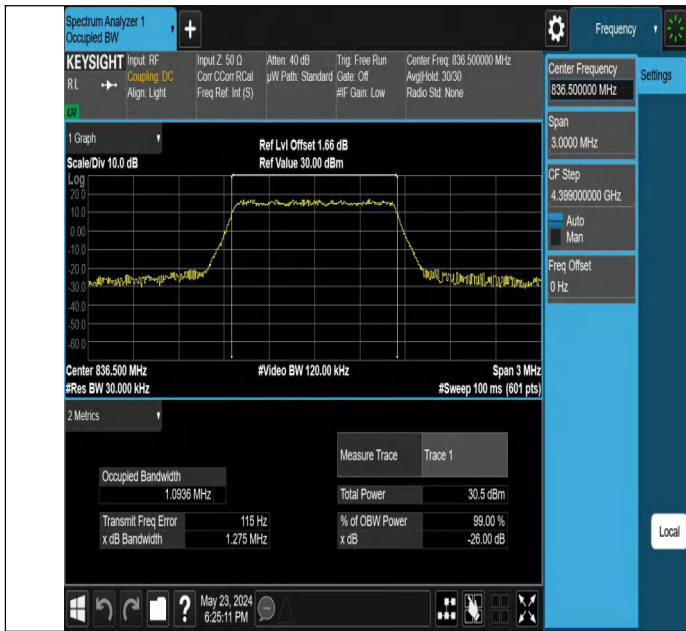 Spectrum Analyzer 1
Occupied BW
Frequency
KEYSIGHT
RL
Input: RF
Coupling: DC
Align: Light
Input Z: 50 Ω
Corr CCorr RCal
Freq Ref: Int (S)
Atten: 40 dB
µW Path: Standard
Trig: Free Run
Gate: Off
#IF Gain: Low
Center Freq: 836.500000 MHz
Avg|Hold: 30/30
Radio Std: None
LXI
Center Frequency
836.500000 MHz
Settings
Span
3.0000 MHz
CF Step
4.399000000 GHz
Auto
Man
Freq Offset
0 Hz
Local
1 Graph
Scale/Div 10.0 dB
Ref Lvl Offset 1.66 dB
Ref Value 30.00 dBm
Log
20.0
10.0
0.00
-10.0
-20.0
-30.0
-40.0
-50.0
-60.0
Center 836.500 MHz
#Video BW 120.00 kHz
Span 3 MHz
#Res BW 30.000 kHz
#Sweep 100 ms (601 pts)
2 Metrics
Measure Trace
Trace 1
Occupied Bandwidth
1.0936 MHz
Total Power
30.5 dBm
Transmit Freq Error
115 Hz
% of OBW Power
99.00 %
x dB Bandwidth
1.275 MHz
x dB
-26.00 dB
?
May 23, 2024
6:25:11 PM